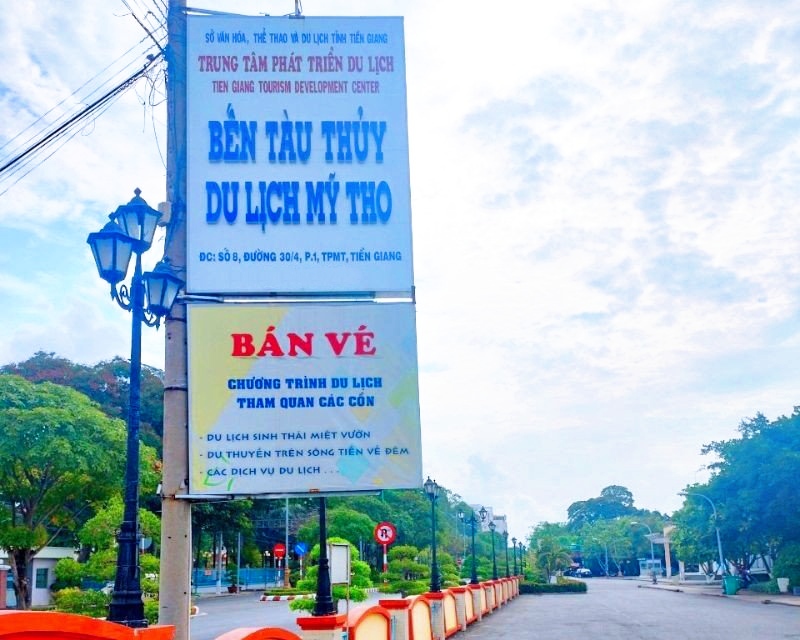 SỞ VĂN HÓA, THỂ THAO VÀ DU LỊCH TỈNH TIỀN GIANG
TRUNG TÂM PHÁT TRIỂN DU LỊCH
TIEN GIANG TOURISM DEVELOPMENT CENTER
BẾN TÀU THỦY
DU LỊCH MỸ THO
ĐC: SỐ 8, ĐƯỜNG 30/4, P.1, TPMT, TIỀN GIANG
BÁN VÉ
CHƯƠNG TRÌNH DU LỊCH
THAM QUAN CÁC CỒN
- DU LỊCH SINH THÁI MIỆT VƯỜN
- DU THUYỀN TRÊN SÔNG TIỀN VỀ ĐÊM
- CÁC DỊCH VỤ DU LỊCH . . .